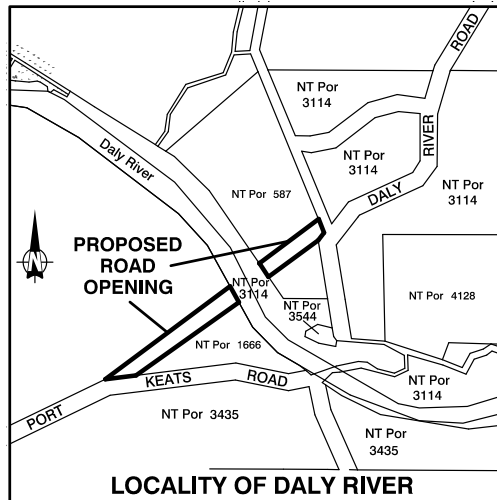 NT Por
3114
ROAD
Daly River
NT Por
3114
RIVER
NT Por 587
DALY
NT Por
3114
N
PROPOSED
ROAD
OPENING
NT Por
3114
NT Por
3544
NT Por 4128
NT Por 1666
KEATS
ROAD
NT Por
3114
PORT
NT Por 3435
NT Por
3435
LOCALITY OF DALY RIVER